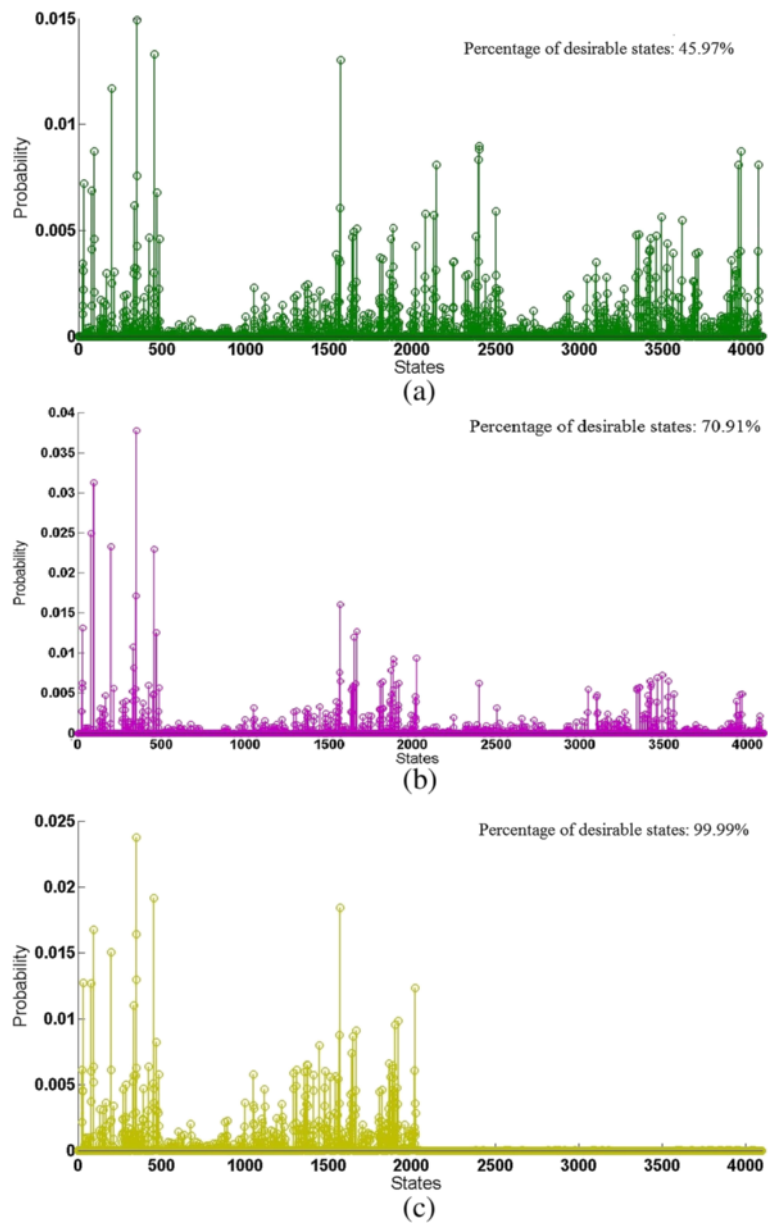 Percentage of desirable states: 45.97%
Probability
0.015
0.01
0.005
0
0 500 1000 1500 2000 2500 3000 3500 4000
States
(a)
Percentage of desirable states: 70.91%
Probability
0.04
0.035
0.03
0.025
0.02
0.015
0.01
0.005
0
0 500 1000 1500 2000 2500 3000 3500 4000
States
(b)
Percentage of desirable states: 99.99%
Probability
0.025
0.02
0.015
0.01
0.005
0
0 500 1000 1500 2000 2500 3000 3500 4000
States
(c)